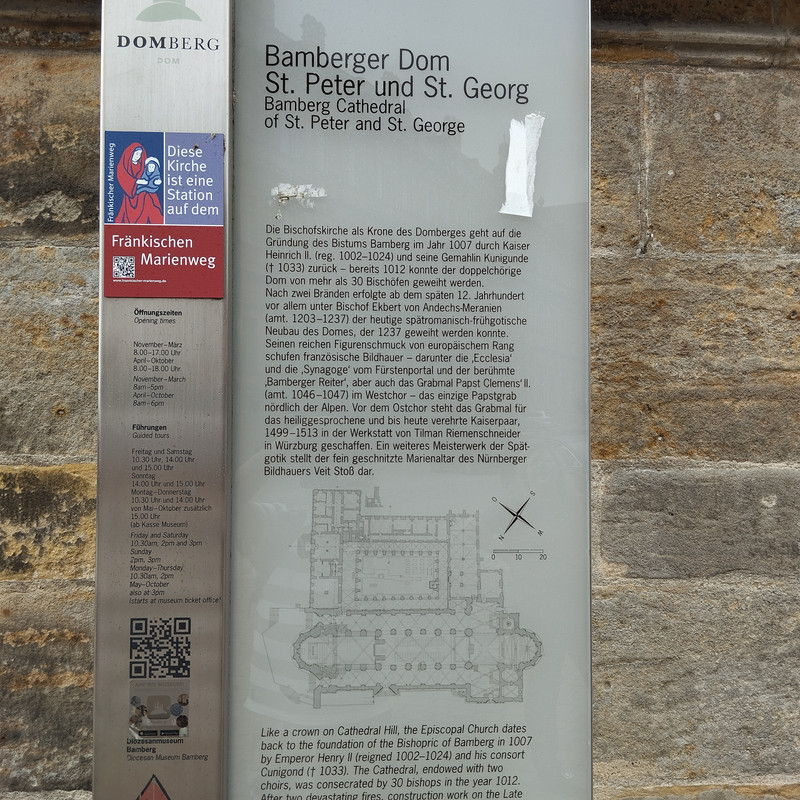 DOMBERG
DOM
Fränkischer Marienweg
Diese
Kirche
ist eine
Station
auf dem
Fränkischen
Marienweg
www.fraenkischer-marienweg.de
Öffnungszeiten
Opening times
November–März
8.00–17.00 Uhr
April–Oktober
8.00–18.00 Uhr
November–March
8am–5pm
April–October
8am–6pm
Führungen
Guided tours
Freitag und Samstag
10.30 Uhr, 14.00 Uhr
und 15.00 Uhr
Sonntag
14.00 Uhr und 15.00 Uhr
Montag–Donnerstag
10.30 Uhr und 14.00 Uhr
von Mai–Oktober zusätzlich
15.00 Uhr
(ab Kasse Museum)
Friday and Saturday
10.30am, 2pm and 3pm
Sunday
2pm, 3pm
Monday–Thursday
10.30am, 2pm
May–October
also at 3pm
(starts at museum ticket office)
Diözesanmuseum
Bamberg
Diocesan Museum Bamberg
Bamberger Dom
St. Peter und St. Georg
Bamberg Cathedral
of St. Peter and St. George
Die Bischofskirche als Krone des Domberges geht auf die
Gründung des Bistums Bamberg im Jahr 1007 durch Kaiser
Heinrich II. (reg. 1002–1024) und seine Gemahlin Kunigunde
(† 1033) zurück – bereits 1012 konnte der doppelchörige
Dom von mehr als 30 Bischöfen geweiht werden.
Nach zwei Bränden erfolgte ab dem späten 12. Jahrhundert
vor allem unter Bischof Ekbert von Andechs-Meranien
(amt. 1203–1237) der heutige spätromanisch-frühgotische
Neubau des Domes, der 1237 geweiht werden konnte.
Seinen reichen Figurenschmuck von europäischem Rang
schufen französische Bildhauer – darunter die ‚Ecclesia‘
und die ‚Synagoge‘ vom Fürstenportal und der berühmte
‚Bamberger Reiter‘, aber auch das Grabmal Papst Clemens' II.
(amt. 1046–1047) im Westchor – das einzige Papstgrab
nördlich der Alpen. Vor dem Ostchor steht das Grabmal für
das heiliggesprochene und bis heute verehrte Kaiserpaar,
1499–1513 in der Werkstatt von Tilman Riemenschneider
in Würzburg geschaffen. Ein weiteres Meisterwerk der Spät-
gotik stellt der fein geschnitzte Marienaltar des Nürnberger
Bildhauers Veit Stoß dar.
O S
N W
0 10 20
Like a crown on Cathedral Hill, the Episcopal Church dates
back to the foundation of the Bishopric of Bamberg in 1007
by Emperor Henry II (reigned 1002–1024) and his consort
Cunigond († 1033). The Cathedral, endowed with two
choirs, was consecrated by 30 bishops in the year 1012.
After two devastating fires, construction work on the Late